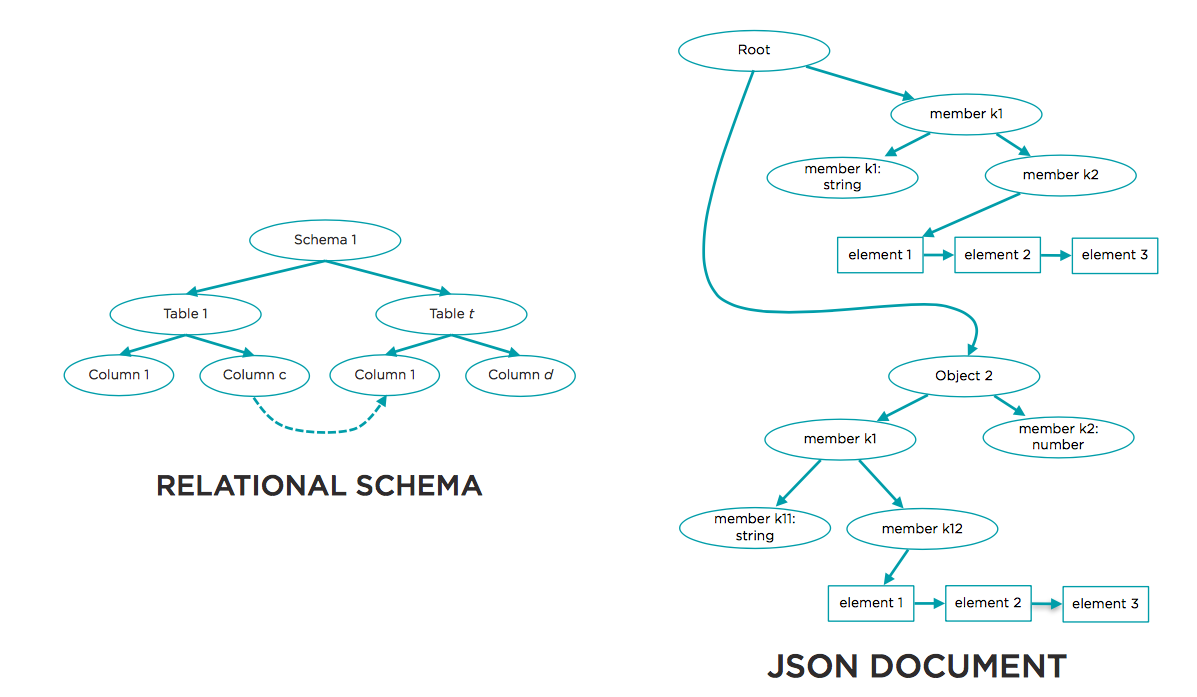 Schema 1
Table 1
Table t
Column 1
Column c
Column 1
Column d
RELATIONAL SCHEMA
Root
member k1
member k1:
string
member k2
element 1
element 2
element 3
Object 2
member k1
member k2:
number
member k11:
string
member k12
element 1
element 2
element 3
JSON DOCUMENT